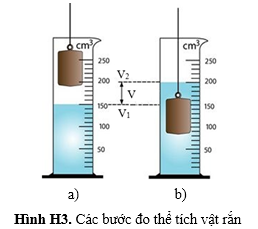 cm³
250
200
150
100
50
V₂
V
V₁
cm³
250
200
150
100
50
a)
b)
Hình H3. Các bước đo thể tích vật rắn